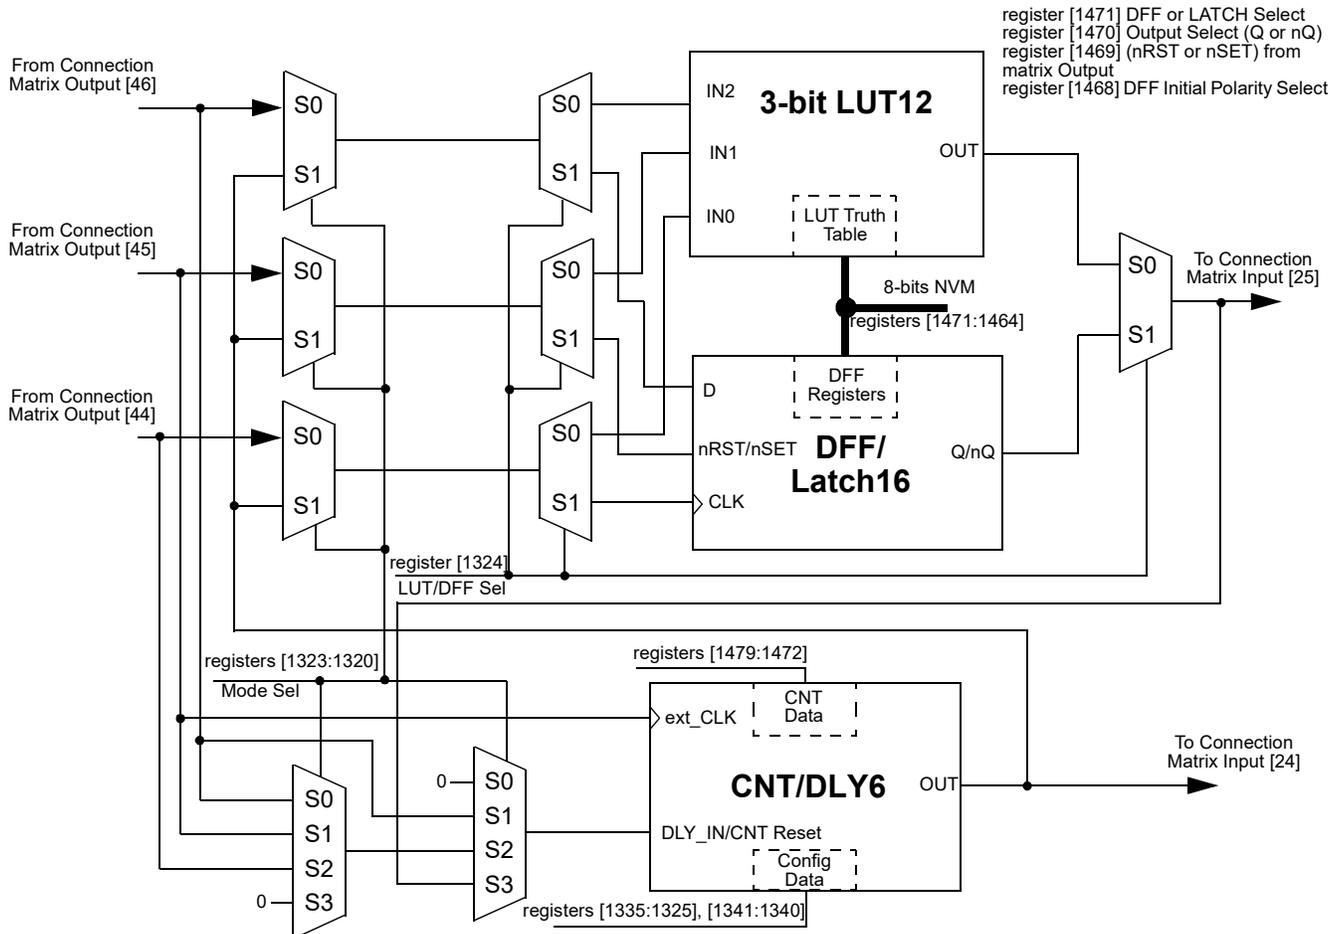 register [1471] DFF or LATCH Select
register [1470] Output Select (Q or nQ)
register [1469] (nRST or nSET) from
matrix Output
register [1468] DFF Initial Polarity Select
From Connection
Matrix Output [46]
S0
S1
S0
S1
IN2
IN1
IN0
3-bit LUT12
OUT
LUT Truth
Table
From Connection
Matrix Output [45]
S0
S1
S0
S1
8-bits NVM
registers [1471:1464]
S0
S1
To Connection
Matrix Input [25]
From Connection
Matrix Output [44]
S0
S1
S0
S1
DFF
Registers
D
nRST/nSET
CLK
DFF/
Latch16
Q/nQ
register [1324]
LUT/DFF Sel
registers [1323:1320]
Mode Sel
registers [1479:1472]
CNT
Data
ext_CLK
CNT/DLY6
OUT
DLY_IN/CNT Reset
Config
Data
To Connection
Matrix Input [24]
0
S0
S1
S2
S3
S0
S1
S2
S3
0
registers [1335:1325], [1341:1340]